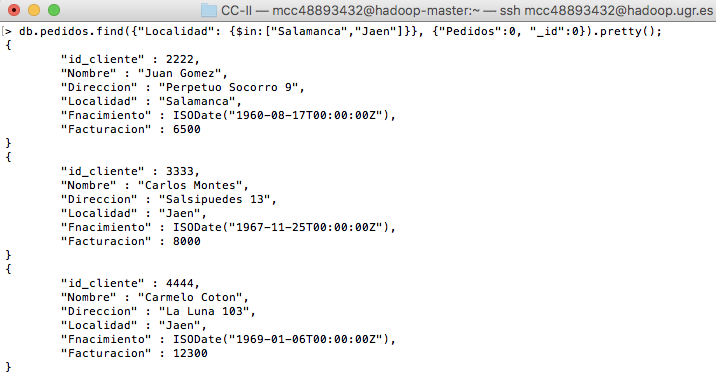 CC-II — mcc48893432@hadoop-master:~ — ssh mcc48893432@hadoop.ugr.es
[> db.pedidos.find({"Localidad": {$in:["Salamanca","Jaen"]}}, {"Pedidos":0, "_id":0}).pretty();
{
"id_cliente" : 2222,
"Nombre" : "Juan Gomez",
"Direccion" : "Perpetuo Socorro 9",
"Localidad" : "Salamanca",
"Fnacimiento" : ISODate("1960-08-17T00:00:00Z"),
"Facturacion" : 6500
}
{
"id_cliente" : 3333,
"Nombre" : "Carlos Montes",
"Direccion" : "Salsipuedes 13",
"Localidad" : "Jaen",
"Fnacimiento" : ISODate("1967-11-25T00:00:00Z"),
"Facturacion" : 8000
}
{
"id_cliente" : 4444,
"Nombre" : "Carmelo Coton",
"Direccion" : "La Luna 103",
"Localidad" : "Jaen",
"Fnacimiento" : ISODate("1969-01-06T00:00:00Z"),
"Facturacion" : 12300
}